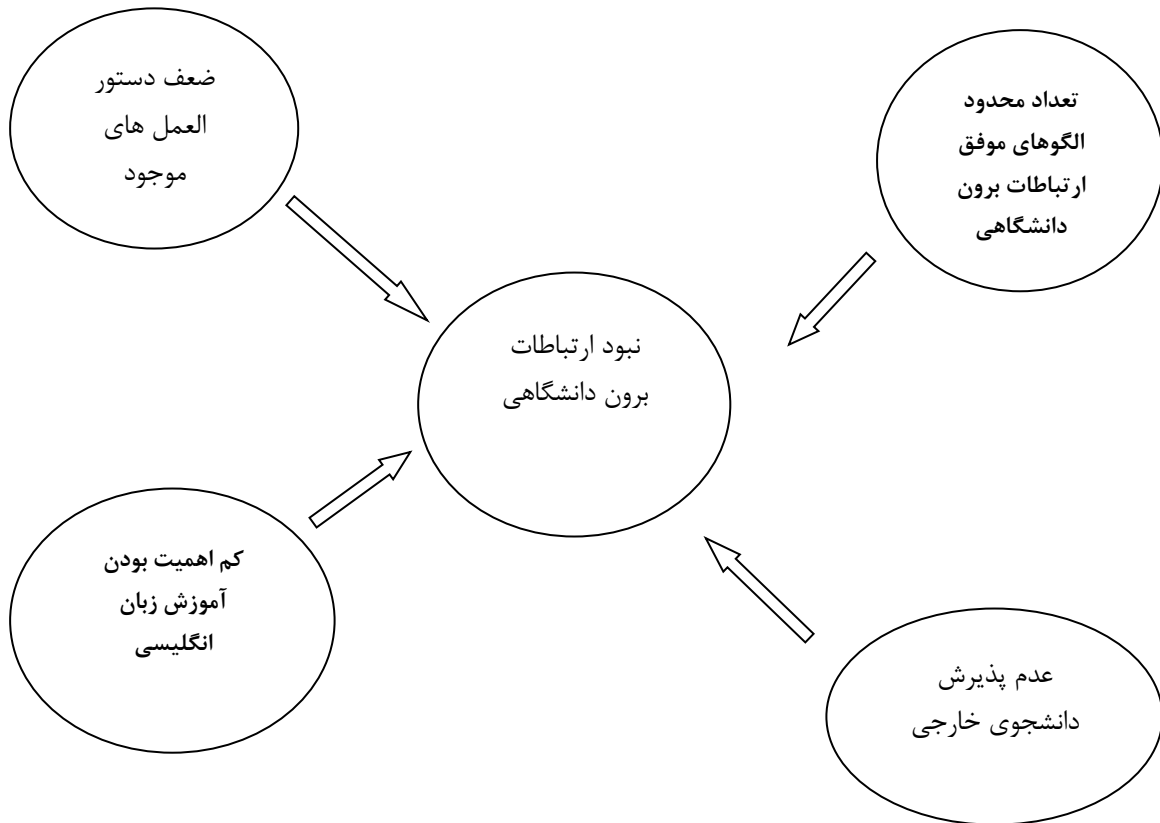 تعداد محدود
الگوهای موفق
ارتباطات برون
دانشگاهی
ضعف دستور
العمل های
موجود
نبود ارتباطات
برون دانشگاهی
کم اهمیت بودن
آموزش زبان
انگلیسی
عدم پذیرش
دانشجوی خارجی